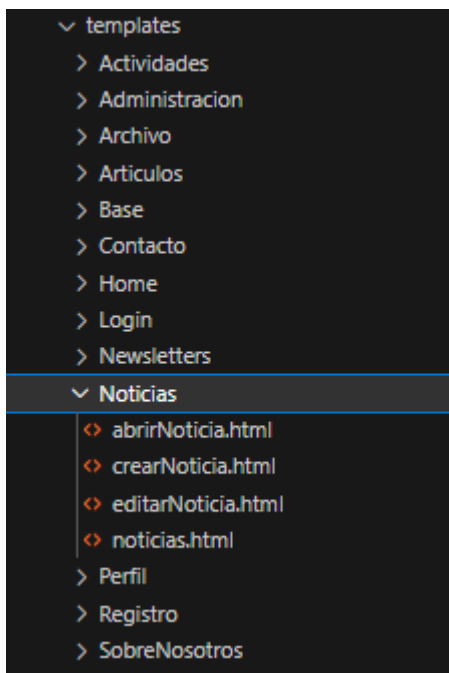 templates
Actividades
Administracion
Archivo
Articulos
Base
Contacto
Home
Login
Newsletters
Noticias
abrirNoticia.html
crearNoticia.html
editarNoticia.html
noticias.html
Perfil
Registro
SobreNosotros